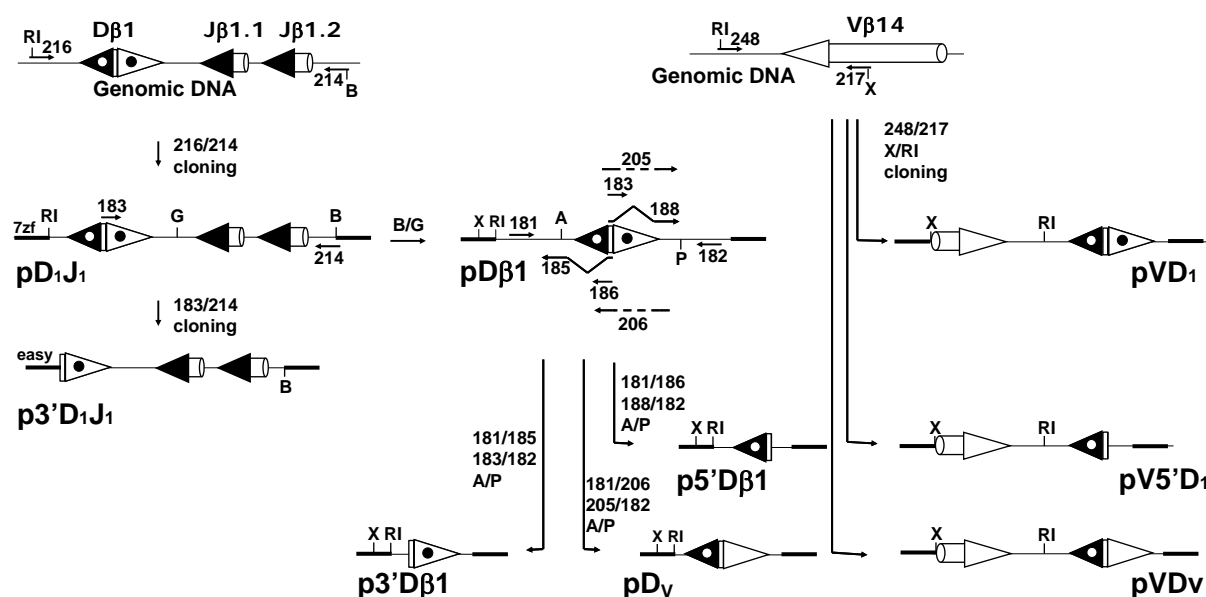 Dβ1 Jβ1.1 Jβ1.2
RI 216
214 B
Genomic DNA
Vβ14
RI 248
217 X
Genomic DNA
216/214
cloning
248/217
X/RI
cloning
7zf RI 183 G B
214
pD1J1
B/G
205
183
188
X RI 181 A
P 182
185
186
206
pDβ1
X RI
pVD1
183/214
cloning
easy
B
p3'D1J1
181/186
188/182
A/P
X RI
p5'Dβ1
X RI
pV5'D1
181/185
183/182
A/P
181/206
205/182
A/P
X RI
p3'Dβ1
X RI
pDV
X RI
pVDv